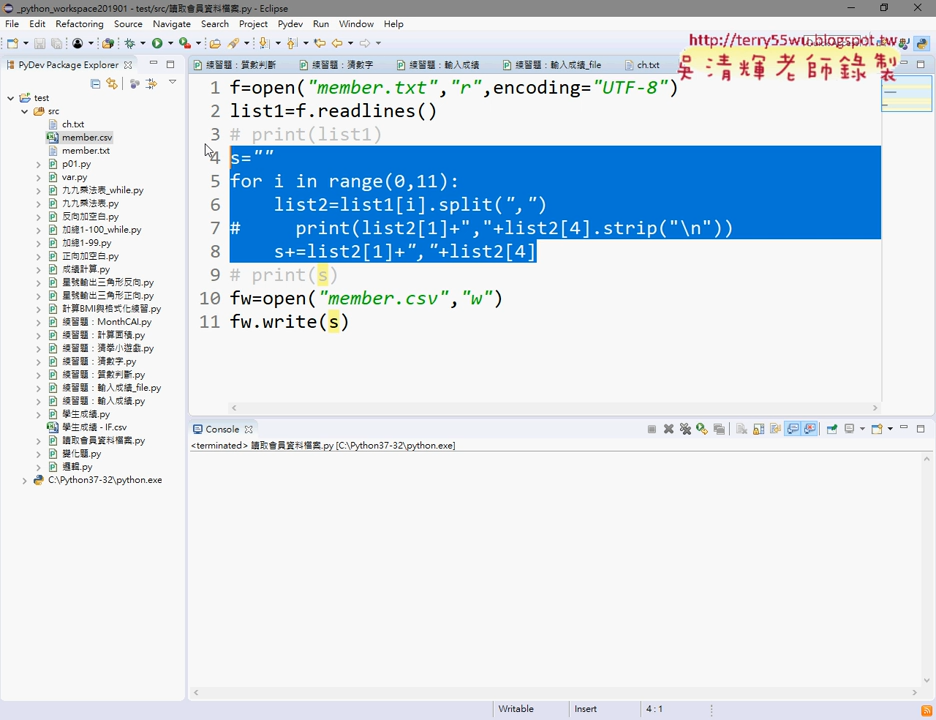 _python_workspace201901 - test/src/讀取會員資料檔案.py - Eclipse
File Edit Refactoring Source Navigate Search Project Pydev Run Window Help
http://terry55wu.blogspot.tw
吳清輝老師錄製
PyDev Package Explorer
練習題：質數判斷
練習題：猜數字
練習題：輸入成績
練習題：輸入成績_file
ch.txt
test
src
ch.txt
member.csv
member.txt
p01.py
var.py
九九乘法表_while.py
九九乘法表.py
反向加空白.py
加總1-100_while.py
加總1-99.py
正向加空白.py
成績計算.py
星號輸出三角形反向.py
星號輸出三角形正向.py
計算BMI與格式化練習.py
練習題：MonthCAI.py
練習題：計算面積.py
練習題：猜拳小遊戲.py
練習題：猜數字.py
練習題：質數判斷.py
練習題：輸入成績_file.py
練習題：輸入成績.py
學生成績.py
學生成績 - IF.csv
讀取會員資料檔案.py
變化題.py
邏輯.py
C:\Python37-32\python.exe
1 f=open("member.txt","r",encoding="UTF-8")
2 list1=f.readlines()
3 # print(list1)
4 s=""
5 for i in range(0,11):
6 list2=list1[i].split(",")
7 # print(list2[1]+","+list2[4].strip("\n"))
8 s+=list2[1]+","+list2[4]
9 # print(s)
10 fw=open("member.csv","w")
11 fw.write(s)
Console
<terminated> 讀取會員資料檔案.py [C:\Python37-32\python.exe]
Writable Insert 4 : 1